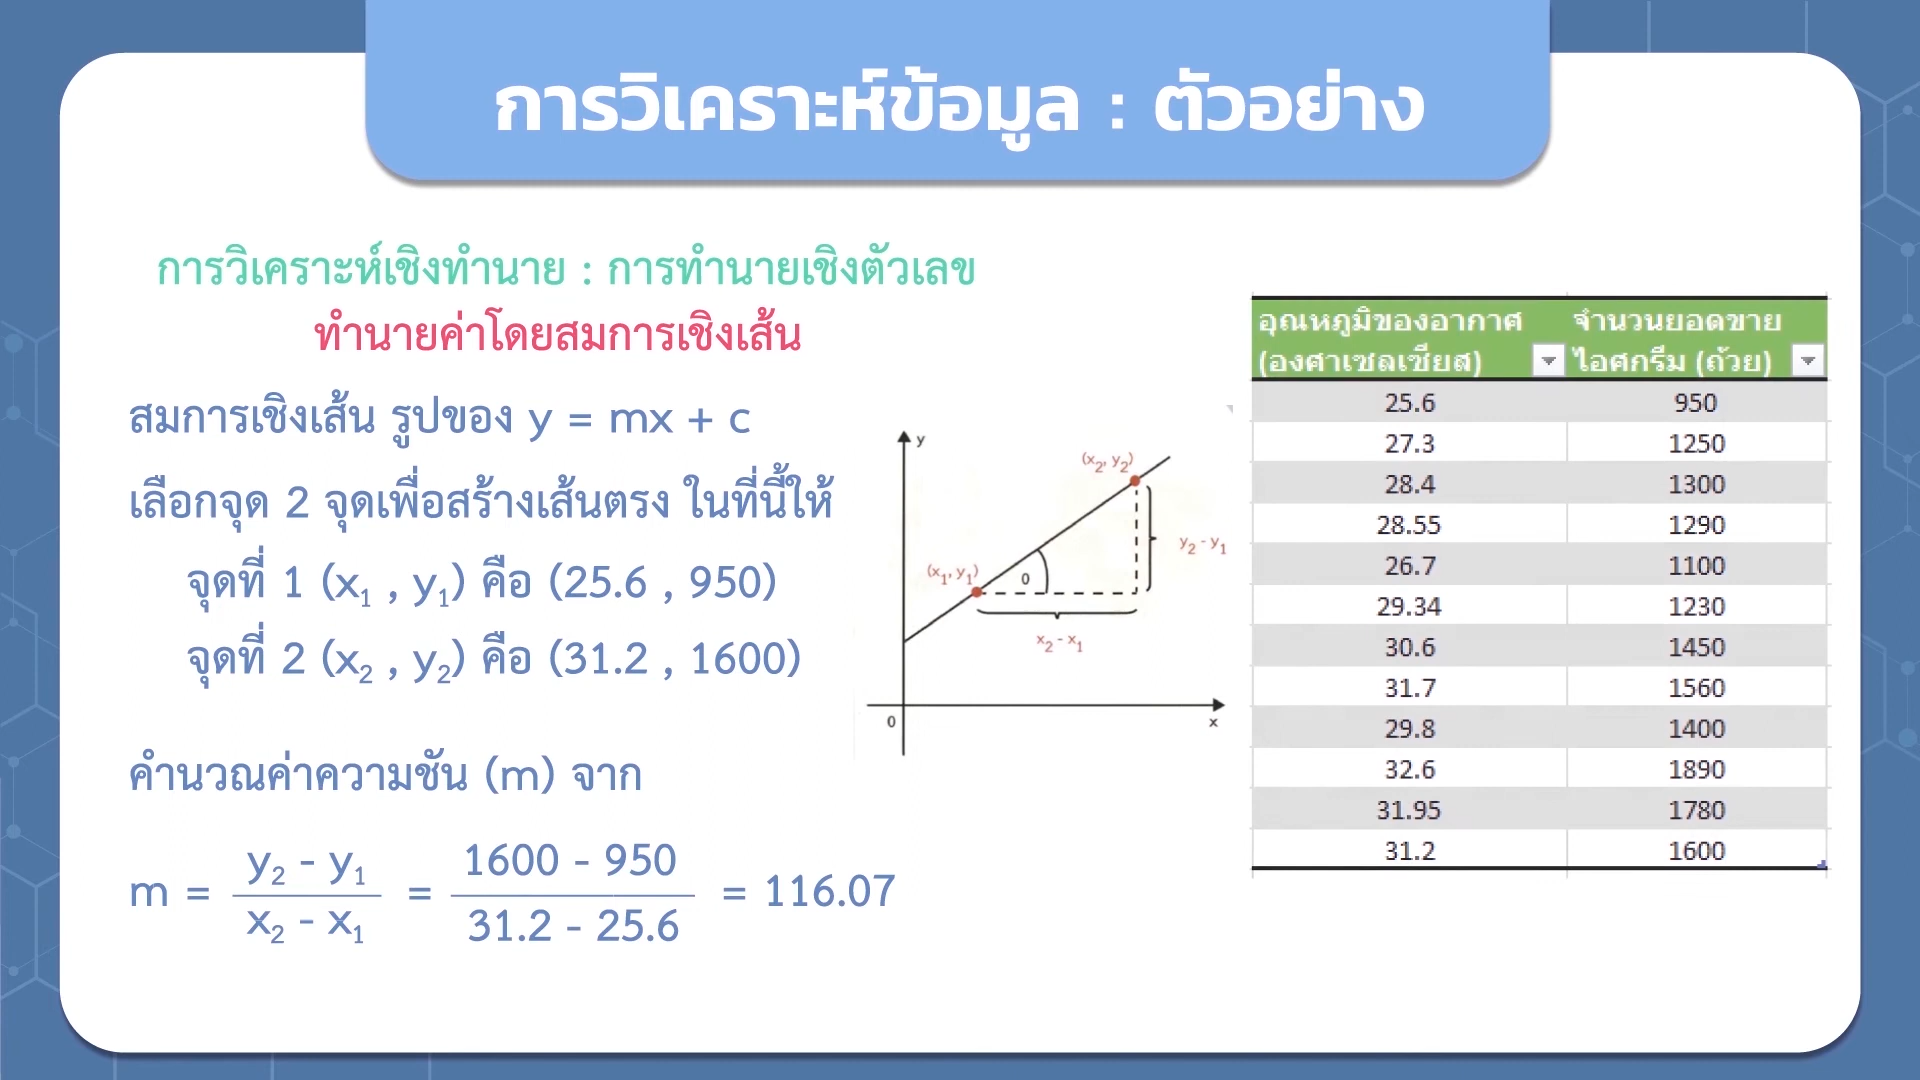 การวิเคราะห์ข้อมูล : ตัวอย่าง
การวิเคราะห์เชิงทำนาย : การทำนายเชิงตัวเลข
ทำนายค่าโดยสมการเชิงเส้น
สมการเชิงเส้น รูปของ y = mx + c
เลือกจุด 2 จุดเพื่อสร้างเส้นตรง ในที่นี้ให้
จุดที่ 1 (x₁ , y₁) คือ (25.6 , 950)
จุดที่ 2 (x₂ , y₂) คือ (31.2 , 1600)
คำนวณค่าความชัน (m) จาก
m = y₂ - y₁ / x₂ - x₁ = 1600 - 950 / 31.2 - 25.6 = 116.07
y
(x₂, y₂)
y₂ - y₁
(x₁, y₁)
0
x₂ - x₁
0
x
อุณหภูมิของอากาศ (องศาเซลเซียส) จำนวนยอดขาย ไอศกรีม (ถ้วย)
25.6 950
27.3 1250
28.4 1300
28.55 1290
26.7 1100
29.34 1230
30.6 1450
31.7 1560
29.8 1400
32.6 1890
31.95 1780
31.2 1600